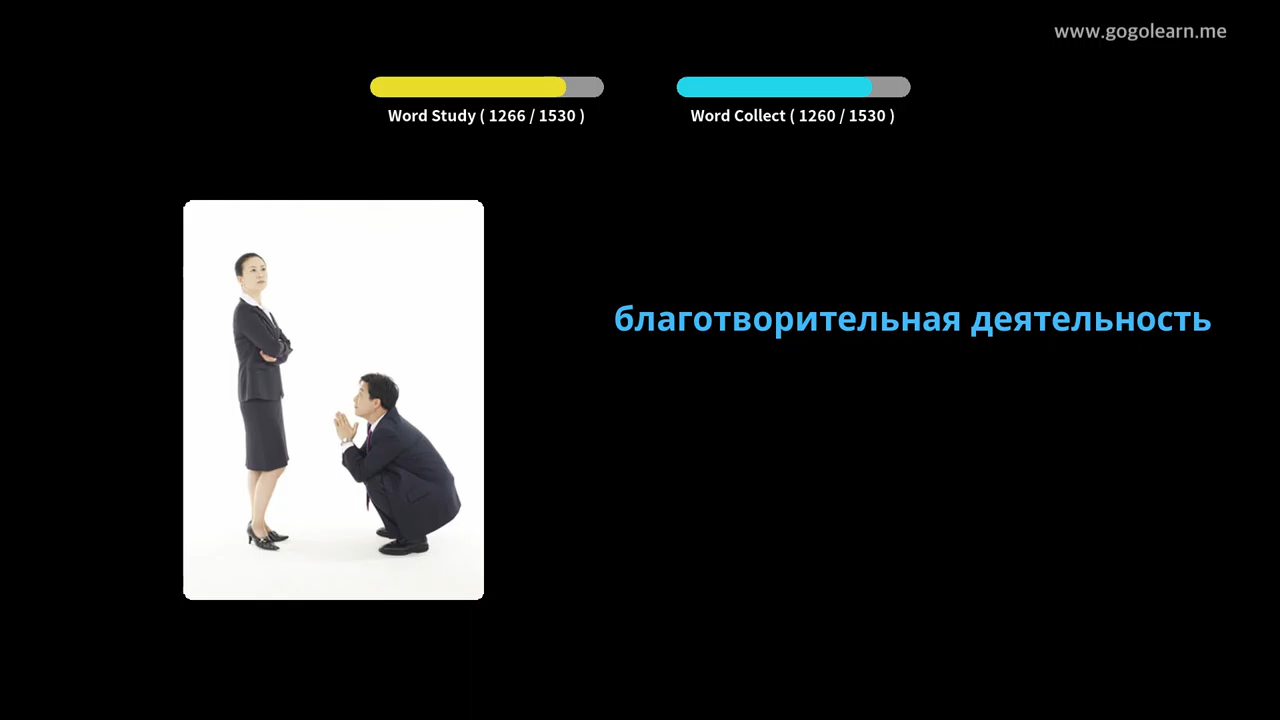 www.gogolearn.me
Word Study ( 1266 / 1530 )
Word Collect ( 1260 / 1530 )
благотворительная деятельность